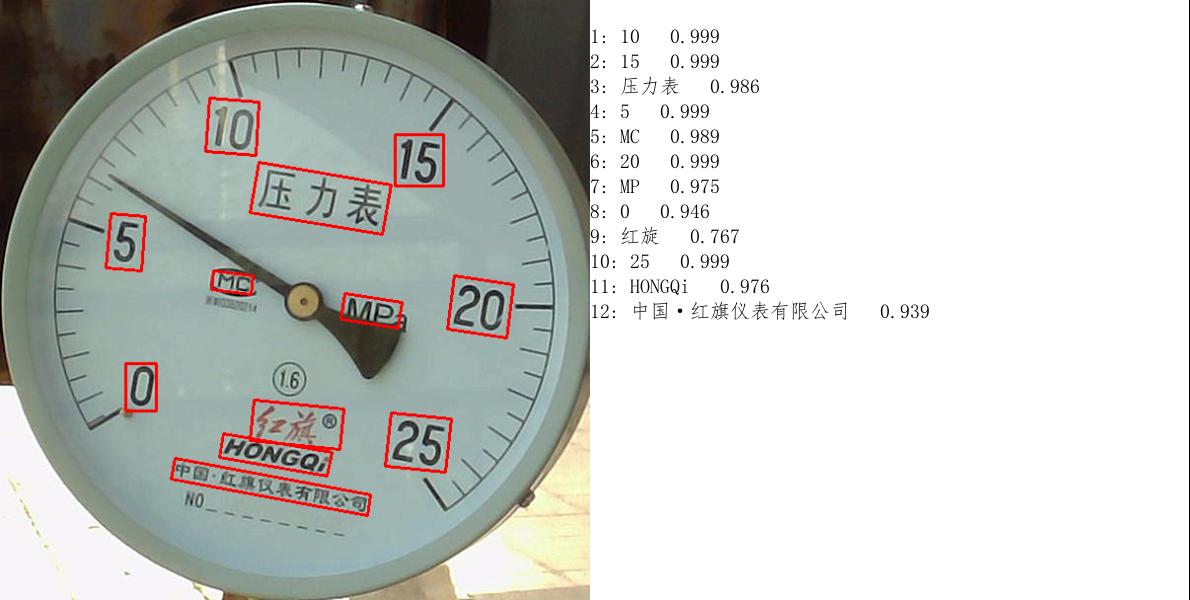 10
15
压力表
5
MC
MPa
20
0
1.6
红旗®
25
HONGQi
中国·红旗仪表有限公司
NO
1: 10 0.999
2: 15 0.999
3: 压力表 0.986
4: 5 0.999
5: MC 0.989
6: 20 0.999
7: MP 0.975
8: 0 0.946
9: 红旋 0.767
10: 25 0.999
11: HONGQi 0.976
12: 中国·红旗仪表有限公司 0.939